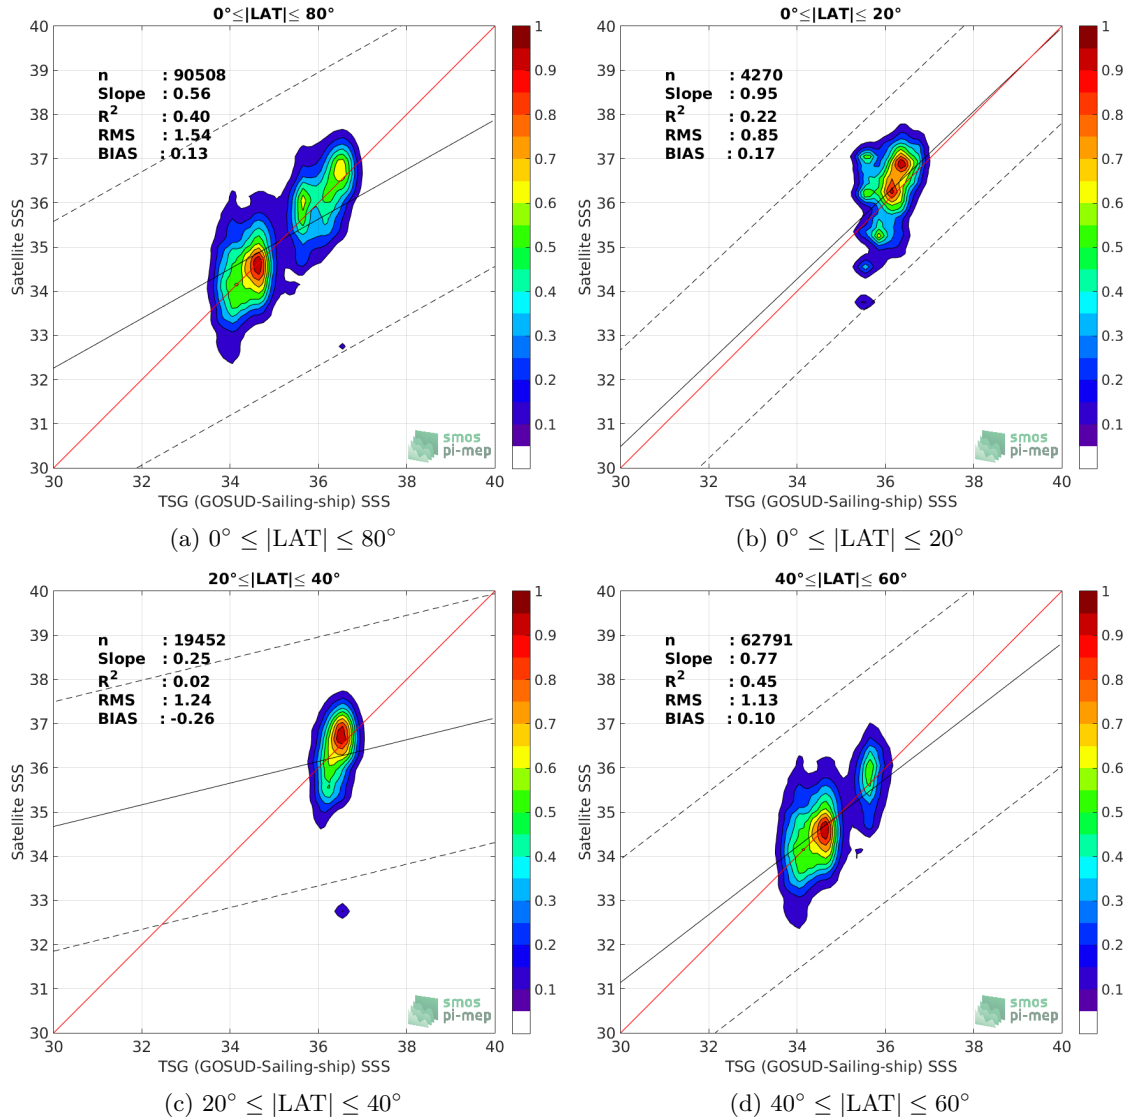 0°≤|LAT|≤ 80°
40
39
38
37
36
35
34
33
32
31
30
Satellite SSS
n : 90508
Slope : 0.56
R² : 0.40
RMS : 1.54
BIAS : 0.13
smos
pi-mep
30 32 34 36 38 40
TSG (GOSUD-Sailing-ship) SSS
1
0.9
0.8
0.7
0.6
0.5
0.4
0.3
0.2
0.1
(a) 0° ≤ |LAT| ≤ 80°
0°≤|LAT|≤ 20°
40
39
38
37
36
35
34
33
32
31
30
Satellite SSS
n : 4270
Slope : 0.95
R² : 0.22
RMS : 0.85
BIAS : 0.17
smos
pi-mep
30 32 34 36 38 40
TSG (GOSUD-Sailing-ship) SSS
1
0.9
0.8
0.7
0.6
0.5
0.4
0.3
0.2
0.1
(b) 0° ≤ |LAT| ≤ 20°
20°≤|LAT|≤ 40°
40
39
38
37
36
35
34
33
32
31
30
Satellite SSS
n : 19452
Slope : 0.25
R² : 0.02
RMS : 1.24
BIAS : -0.26
smos
pi-mep
30 32 34 36 38 40
TSG (GOSUD-Sailing-ship) SSS
1
0.9
0.8
0.7
0.6
0.5
0.4
0.3
0.2
0.1
(c) 20° ≤ |LAT| ≤ 40°
40°≤|LAT|≤ 60°
40
39
38
37
36
35
34
33
32
31
30
Satellite SSS
n : 62791
Slope : 0.77
R² : 0.45
RMS : 1.13
BIAS : 0.10
smos
pi-mep
30 32 34 36 38 40
TSG (GOSUD-Sailing-ship) SSS
1
0.9
0.8
0.7
0.6
0.5
0.4
0.3
0.2
0.1
(d) 40° ≤ |LAT| ≤ 60°